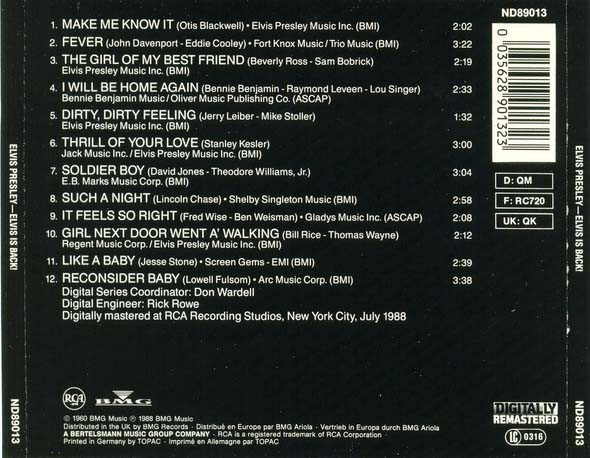 ND89013
1. MAKE ME KNOW IT (Otis Blackwell) • Elvis Presley Music Inc. (BMI) 2:02
2. FEVER (John Davenport - Eddie Cooley) • Fort Knox Music / Trio Music (BMI) 3:22
3. THE GIRL OF MY BEST FRIEND (Beverly Ross - Sam Bobrick) 2:19
Elvis Presley Music Inc. (BMI)
4. I WILL BE HOME AGAIN (Bennie Benjamin - Raymond Leveen - Lou Singer) 2:33
Bennie Benjamin Music / Oliver Music Publishing Co. (ASCAP)
5. DIRTY, DIRTY FEELING (Jerry Leiber - Mike Stoller) 1:32
Elvis Presley Music Inc. (BMI)
6. THRILL OF YOUR LOVE (Stanley Kesler) 3:00
Jack Music Inc. / Elvis Presley Music Inc. (BMI)
7. SOLDIER BOY (David Jones - Theodore Williams, Jr.) 3:04
E.B. Marks Music Corp. (BMI)
8. SUCH A NIGHT (Lincoln Chase) • Shelby Singleton Music (BMI) 2:58
9. IT FEELS SO RIGHT (Fred Wise - Ben Weisman) • Gladys Music Inc. (ASCAP) 2:08
10. GIRL NEXT DOOR WENT A' WALKING (Bill Rice - Thomas Wayne) 2:12
Regent Music Corp. / Elvis Presley Music Inc. (BMI)
11. LIKE A BABY (Jesse Stone) • Screen Gems - EMI (BMI) 2:39
12. RECONSIDER BABY (Lowell Fulsom) • Arc Music Corp. (BMI) 3:38
Digital Series Coordinator: Don Wardell
Digital Engineer: Rick Rowe
Digitally mastered at RCA Recording Studios, New York City, July 1988
0 035628 901323
D: QM
F: RC720
UK: QK
RCA
BMG
© 1960 BMG Music ℗ 1988 BMG Music
Distributed in the UK by BMG Records • Distribué en Europe par BMG Ariola • Vertrieb in Europa durch BMG Ariola
A BERTELSMANN MUSIC GROUP COMPANY • RCA is a registered trademark of RCA Corporation •
Printed in Germany by TOPAC • Imprimé en Allemagne par TOPAC
DIGITALLY
REMASTERED
LC 0316
ELVIS PRESLEY—ELVIS IS BACK!
ND89013
ELVIS PRESLEY—ELVIS IS BACK!
ND89013